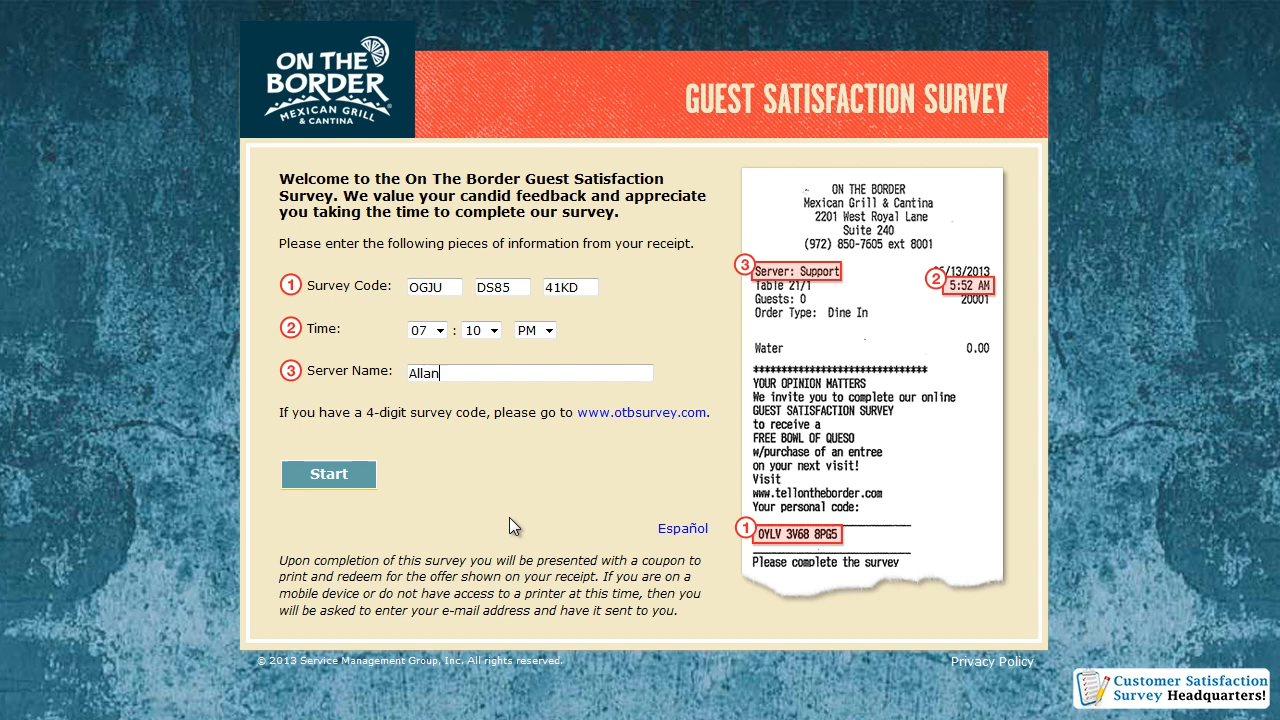 ON THE
BORDER
MEXICAN GRILL
& CANTINA
GUEST SATISFACTION SURVEY
Welcome to the On The Border Guest Satisfaction
Survey. We value your candid feedback and appreciate
you taking the time to complete our survey.
Please enter the following pieces of information from your receipt.
1 Survey Code: OGJU DS85 41KD
2 Time: 07 : 10 PM
3 Server Name: Allan
If you have a 4-digit survey code, please go to www.otbsurvey.com.
Start
Español
Upon completion of this survey you will be presented with a coupon to
print and redeem for the offer shown on your receipt. If you are on a
mobile device or do not have access to a printer at this time, then you
will be asked to enter your e-mail address and have it sent to you.
ON THE BORDER
Mexican Grill & Cantina
2201 West Royal Lane
Suite 240
(972) 850-7605 ext 8001
3 Server: Support
/13/2013
Table 21/1
2 5:52 AM
Guests: 0 20001
Order Type: Dine In
Water 0.00
*******************************
YOUR OPINION MATTERS
We invite you to complete our online
GUEST SATISFACTION SURVEY
to receive a
FREE BOWL OF QUESO
w/purchase of an entree
on your next visit!
Visit
www.tellontheborder.com
Your personal code:
1 OYLV 3V68 8PG5
Please complete the survey
© 2013 Service Management Group, Inc. All rights reserved.
Privacy Policy
Customer Satisfaction
Survey Headquarters!